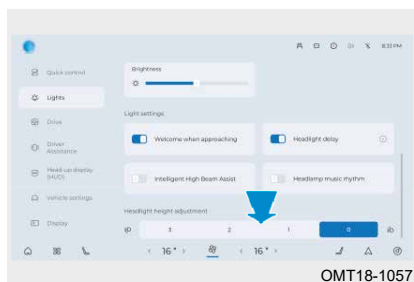 8:32 PM
Quick control
Brightness
Lights
Light settings
Drive
Welcome when approaching
Headlight delay
Driver
Assistance
Head-up display
(HUD)
Intelligent High Beam Assist
Headlamp music rhythm
Vehicle settings
Headlight height adjustment
Display
3 2 1 0
16° 16°
OMT18-1057